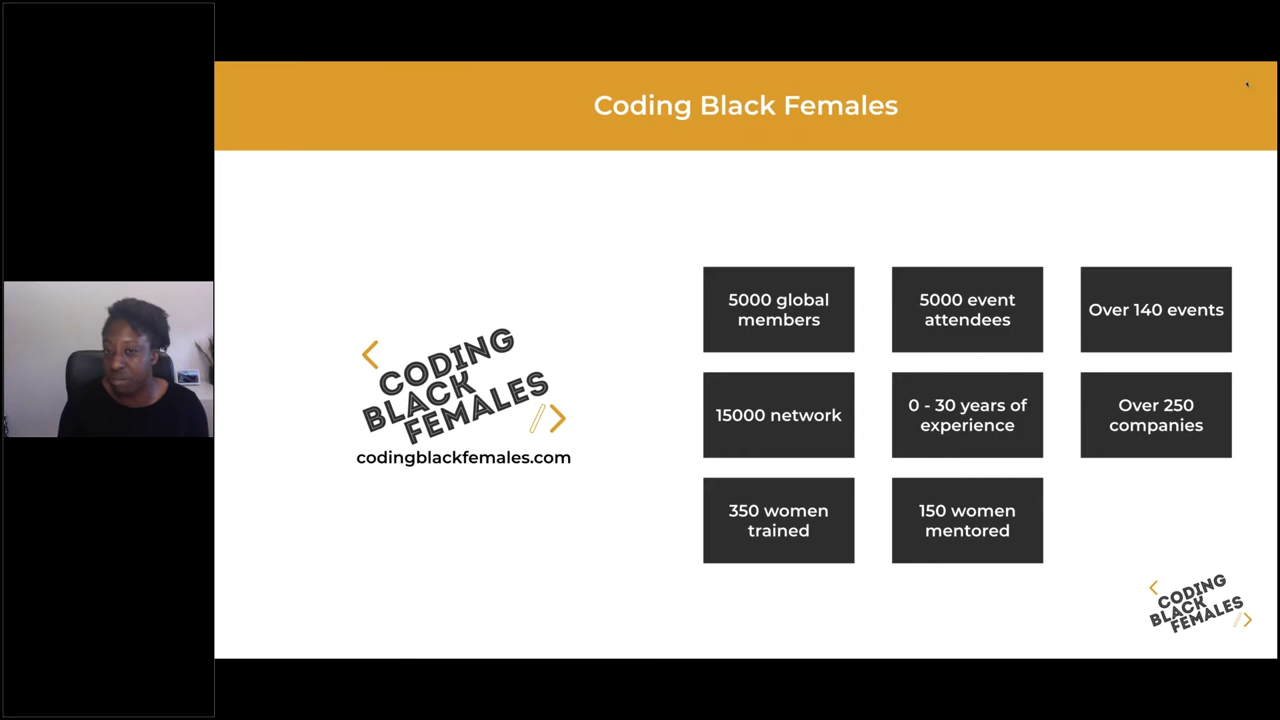 Coding Black Females
CODING
BLACK
FEMALES
codingblackfemales.com
5000 global
members
5000 event
attendees
Over 140 events
15000 network
0 - 30 years of
experience
Over 250
companies
350 women
trained
150 women
mentored
CODING
BLACK
FEMALES